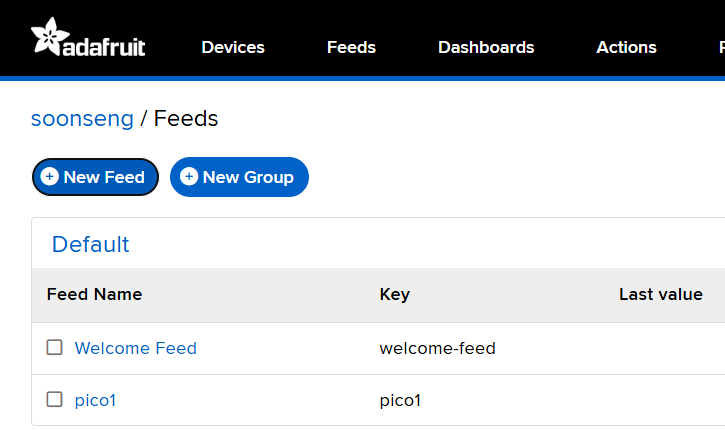 adafruit Devices Feeds Dashboards Actions
soonseng / Feeds
New Feed New Group
Default
Feed Name Key Last value
Welcome Feed welcome-feed
pico1 pico1